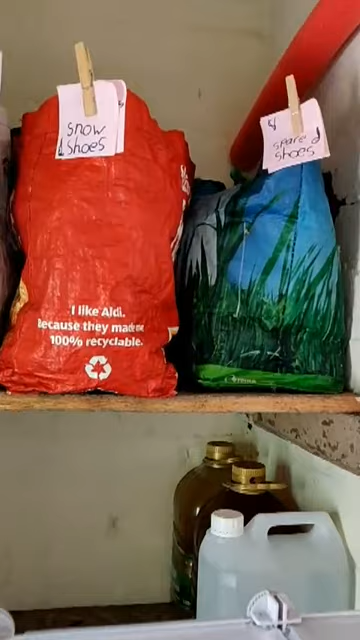 snow
shoes
spare
shoes
I like Aldi.
because they made me
100% recyclable.